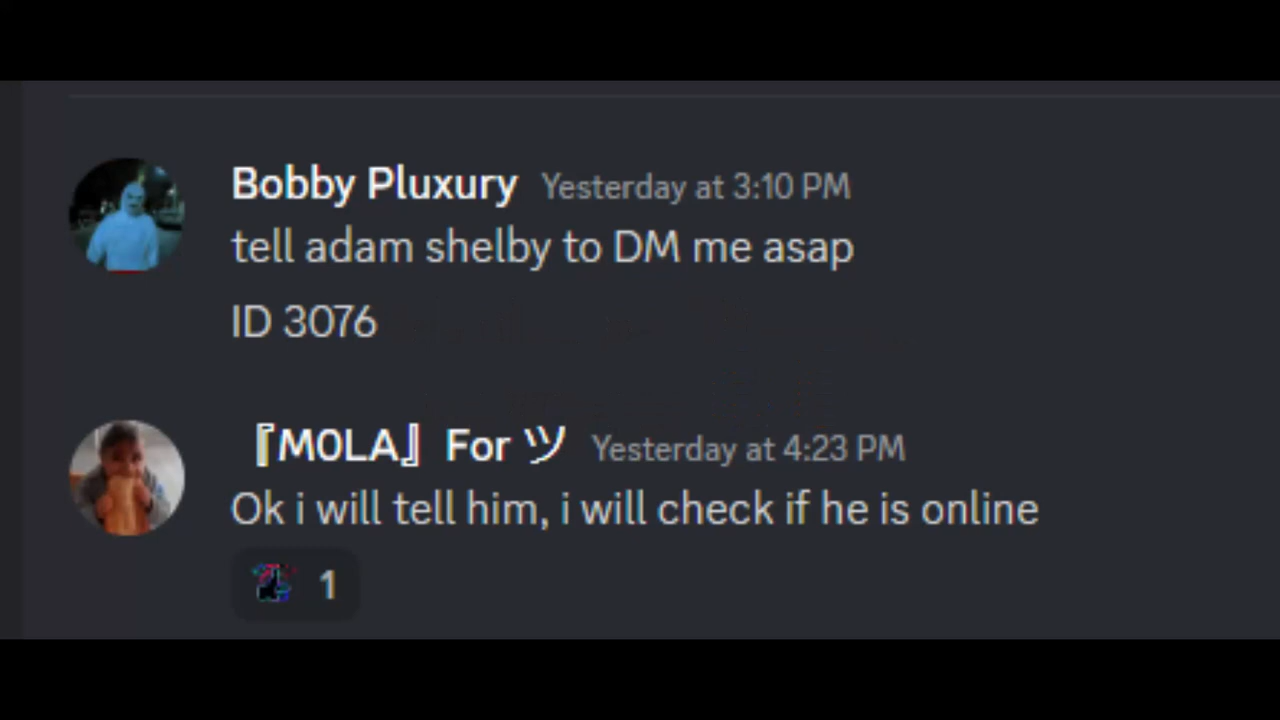 Bobby Pluxury Yesterday at 3:10 PM
tell adam shelby to DM me asap
ID 3076
『M0LA』 For ツ Yesterday at 4:23 PM
Ok i will tell him, i will check if he is online
1